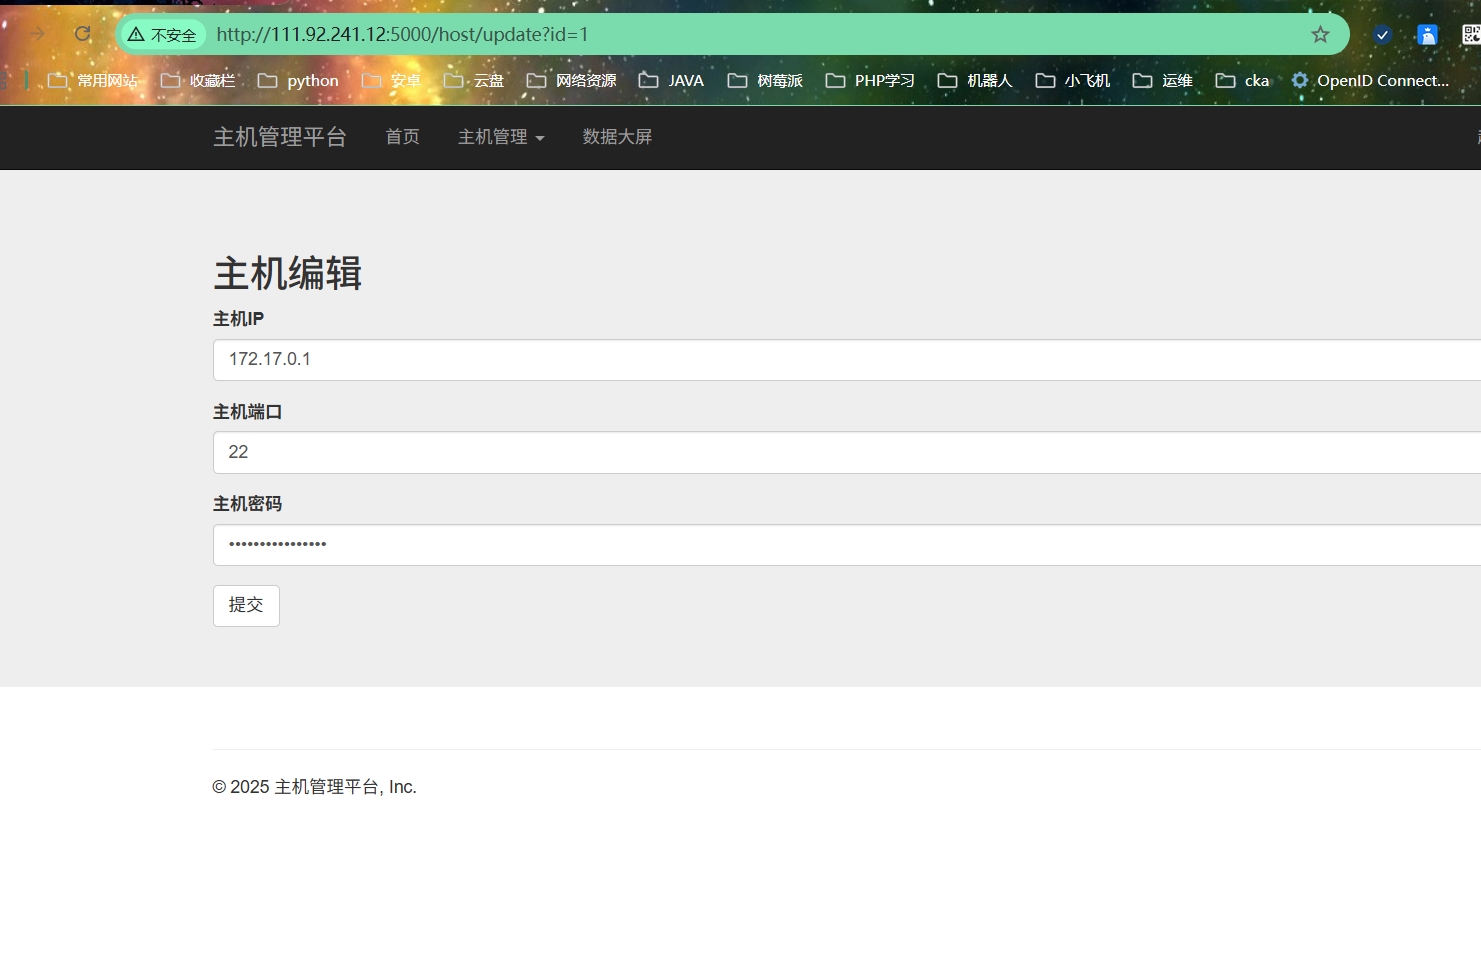 不安全 http://111.92.241.12:5000/host/update?id=1
常用网站 收藏栏 python 安卓 云盘 网络资源 JAVA 树莓派 PHP学习 机器人 小飞机 运维 cka OpenID Connect...
主机管理平台 首页 主机管理 数据大屏
主机编辑
主机IP
172.17.0.1
主机端口
22
主机密码
••••••••••••••••
提交
© 2025 主机管理平台, Inc.